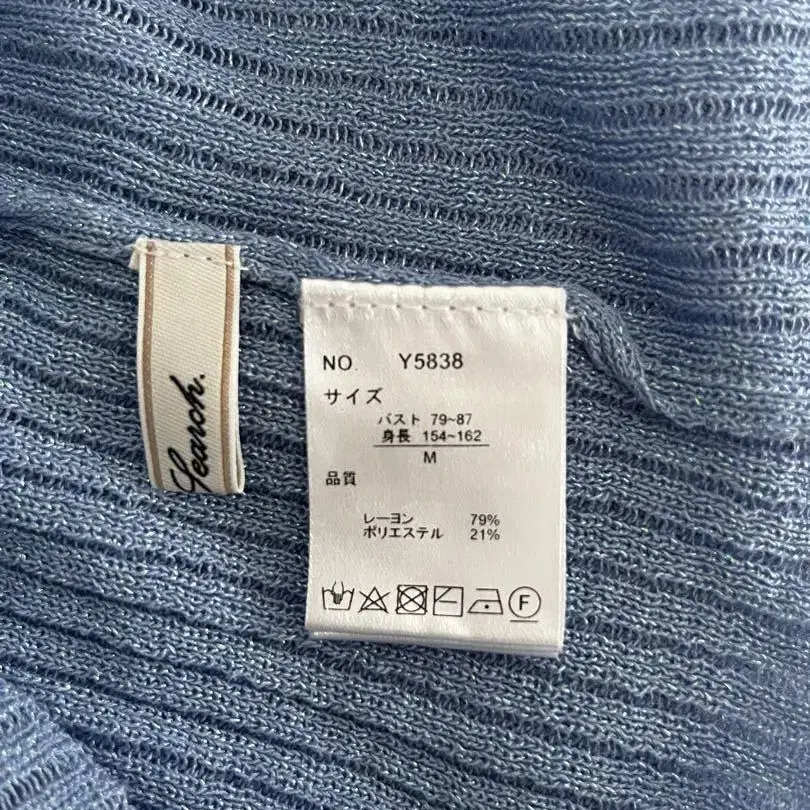 Search.
NO. Y5838
サイズ
バスト 79~87
身長 154~162
M
品質
レーヨン 79%
ポリエステル 21%
F